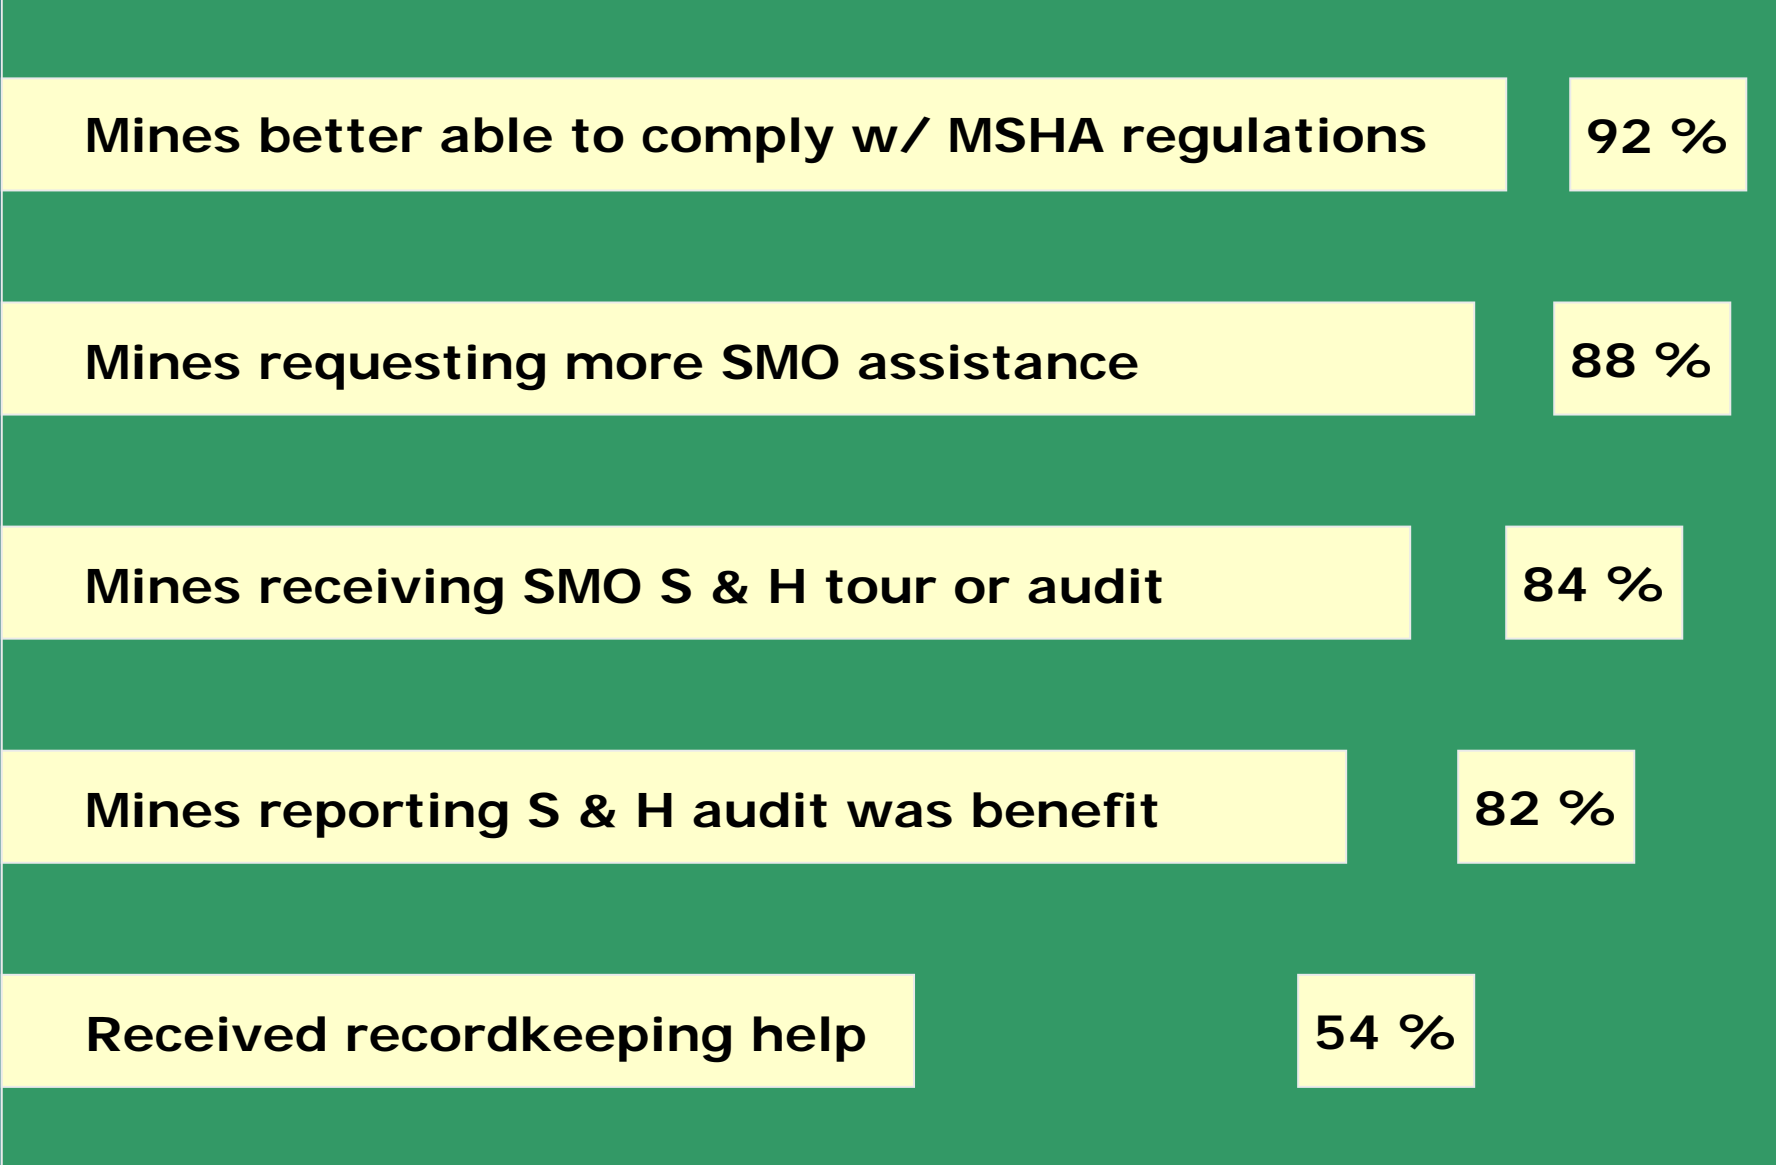 Mines better able to comply w/ MSHA regulations 92 %
Mines requesting more SMO assistance 88 %
Mines receiving SMO S & H tour or audit 84 %
Mines reporting S & H audit was benefit 82 %
Received recordkeeping help 54 %